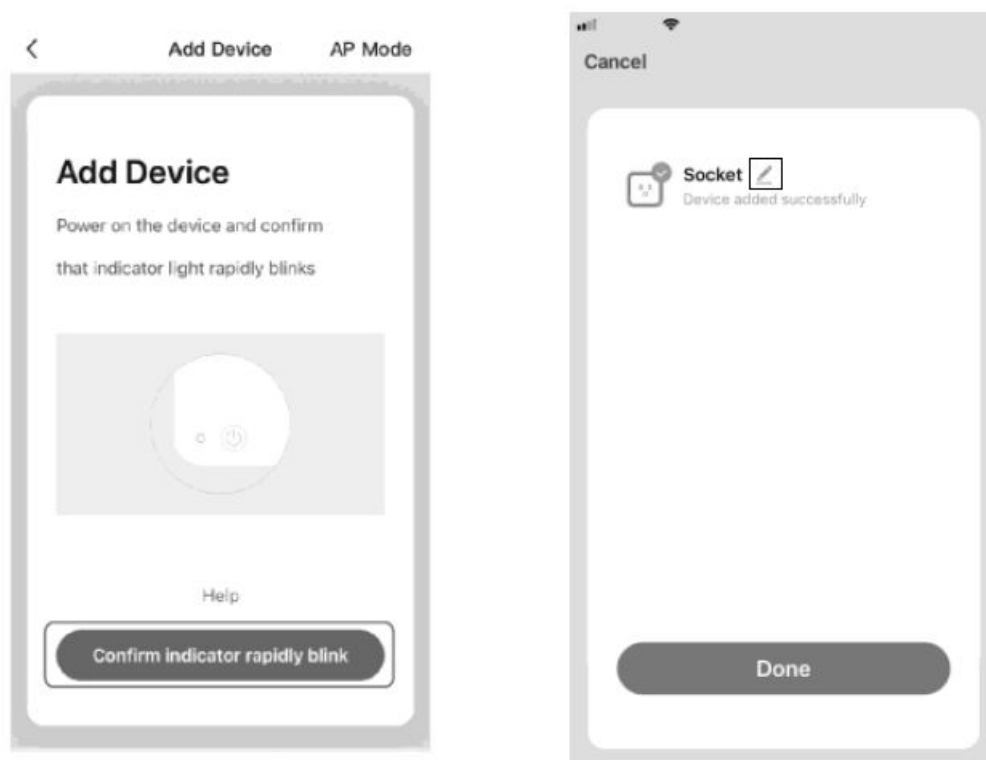 Add Device
AP Mode
Add Device
Power on the device and confirm
that indicator light rapidly blinks
Help
Confirm indicator rapidly blink
Cancel
Socket
Device added successfully
Done